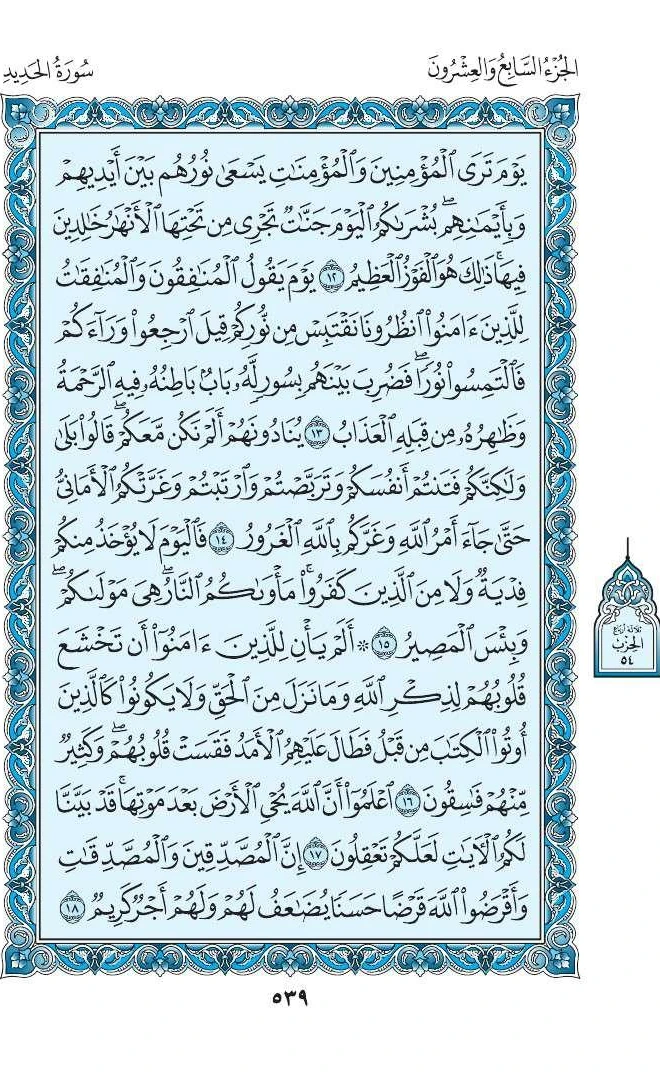 الجُزْءُ السَّابِعُ وَالعِشْرُونَ
سُورَةُ الحَدِيدِ
يَوْمَ تَرَى ٱلْمُؤْمِنِينَ وَٱلْمُؤْمِنَٰتِ يَسْعَىٰ نُورُهُم بَيْنَ أَيْدِيهِمْ
وَبِأَيْمَٰنِهِمۖ بُشْرَىٰكُمُ ٱلْيَوْمَ جَنَّٰتٌ تَجْرِى مِن تَحْتِهَا ٱلْأَنْهَٰرُ خَٰلِدِينَ
فِيهَاۚ ذَٰلِكَ هُوَ ٱلْفَوْزُ ٱلْعَظِيمُ ١٢ يَوْمَ يَقُولُ ٱلْمُنَٰفِقُونَ وَٱلْمُنَٰفِقَٰتُ
لِلَّذِينَ ءَامَنُوا۟ ٱنظُرُونَا نَقْتَبِسْ مِن نُّورِكُمْ قِيلَ ٱرْجِعُوا۟ وَرَآءَكُمْ
فَٱلْتَمِسُوا۟ نُورًاۖ فَضُرِبَ بَيْنَهُم بِسُورٍ لَّهُۥ بَابٌۢ بَاطِنُهُۥ فِيهِ ٱلرَّحْمَةُ
وَظَٰهِرُهُۥ مِن قِبَلِهِ ٱلْعَذَابُ ١٣ يُنَادُونَهُمْ أَلَمْ نَكُن مَّعَكُمْۖ قَالُوا۟ بَلَىٰ
وَلَٰكِنَّكُمْ فَتَنتُمْ أَنفُسَكُمْ وَتَرَبَّصْتُمْ وَٱرْتَبْتُمْ وَغَرَّتْكُمُ ٱلْأَمَانِىُّ
حَتَّىٰ جَآءَ أَمْرُ ٱللَّهِ وَغَرَّكُم بِٱللَّهِ ٱلْغَرُورُ ١٤ فَٱلْيَوْمَ لَا يُؤْخَذُ مِنكُمْ
فِدْيَةٌ وَلَا مِنَ ٱلَّذِينَ كَفَرُوا۟ۚ مَأْوَىٰكُمُ ٱلنَّارُۖ هِىَ مَوْلَىٰكُمْۖ
وَبِئْسَ ٱلْمَصِيرُ ١٥ ۞ أَلَمْ يَأْنِ لِلَّذِينَ ءَامَنُوٓا۟ أَن تَخْشَعَ
قُلُوبُهُمْ لِذِكْرِ ٱللَّهِ وَمَا نَزَلَ مِنَ ٱلْحَقِّ وَلَا يَكُونُوا۟ كَٱلَّذِينَ
أُوتُوا۟ ٱلْكِتَٰبَ مِن قَبْلُ فَطَالَ عَلَيْهِمُ ٱلْأَمَدُ فَقَسَتْ قُلُوبُهُمْۖ وَكَثِيرٌ
مِّنْهُمْ فَٰسِقُونَ ١٦ ٱعْلَمُوٓا۟ أَنَّ ٱللَّهَ يُحْىِ ٱلْأَرْضَ بَعْدَ مَوْتِهَاۚ قَدْ بَيَّنَّا
لَكُمُ ٱلْـَٔايَٰتِ لَعَلَّكُمْ تَعْقِلُونَ ١٧ إِنَّ ٱلْمُصَّدِّقِينَ وَٱلْمُصَّدِّقَٰتِ
وَأَقْرَضُوا۟ ٱللَّهَ قَرْضًا حَسَنًا يُضَٰعَفُ لَهُمْ وَلَهُمْ أَجْرٌ كَرِيمٌ ١٨
ثلاثة أرباع
الحزب
٥٤
٥٣٩